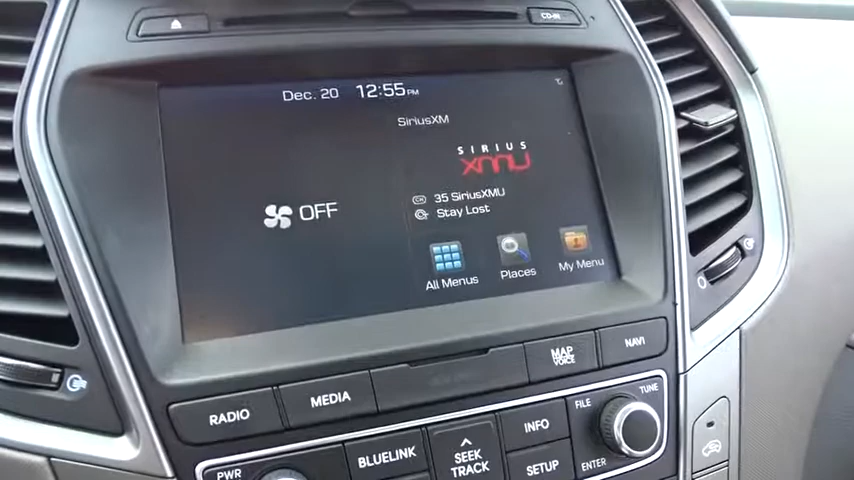 CD-IN
Dec. 20 12:55 PM
SiriusXM
SIRIUS
xmu
CH 35 SiriusXMU
Stay Lost
OFF
All Menus
Places
My Menu
MAP VOICE
NAVI
RADIO
MEDIA
FILE
TUNE
INFO
BLUELINK
SEEK
TRACK
PWR
SETUP
ENTER